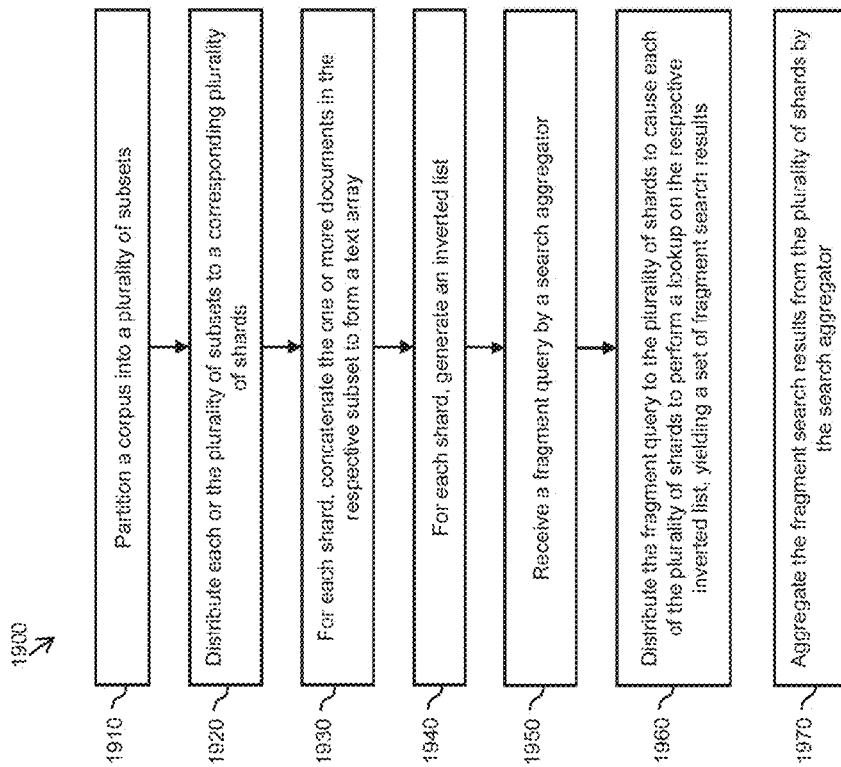 1900
1910
Partition a corpus into a plurality of subsets
1920
Distribute each or the plurality of subsets to a corresponding plurality
of shards
1930
For each shard, concatenate the one or more documents in the
respective subset to form a text array
1940
For each shard, generate an inverted list
1950
Receive a fragment query by a search aggregator
1960
Distribute the fragment query to the plurality of shards to cause each
of the plurality of shards to perform a lookup on the respective
inverted list, yielding a set of fragment search results
1970
Aggregate the fragment search results from the plurality of shards by
the search aggregator